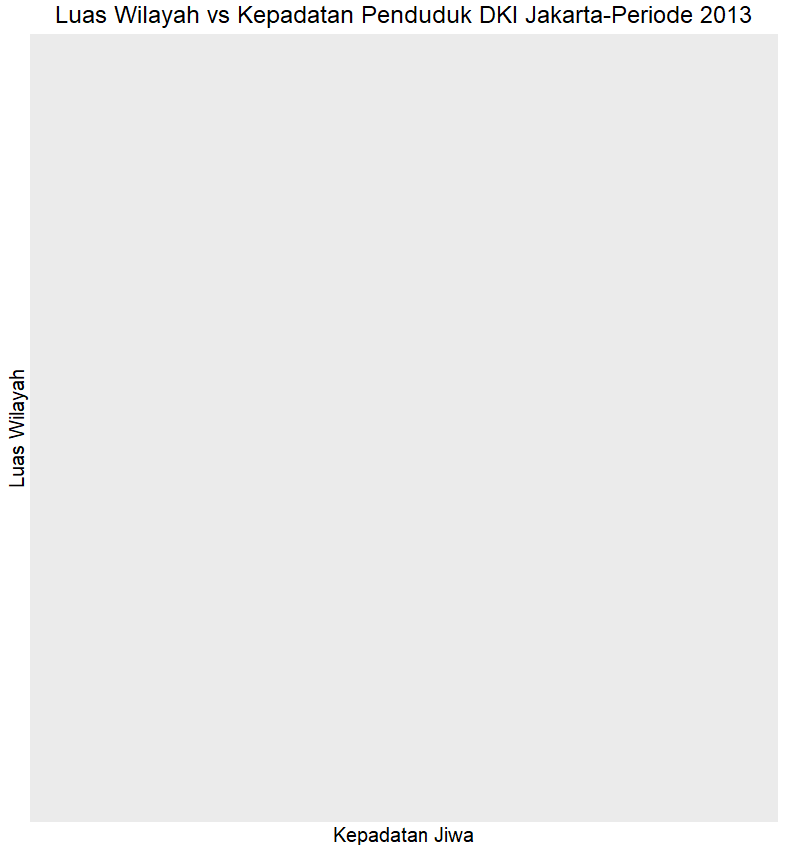 Luas Wilayah vs Kepadatan Penduduk DKI Jakarta-Periode 2013
Luas Wilayah
Kepadatan Jiwa